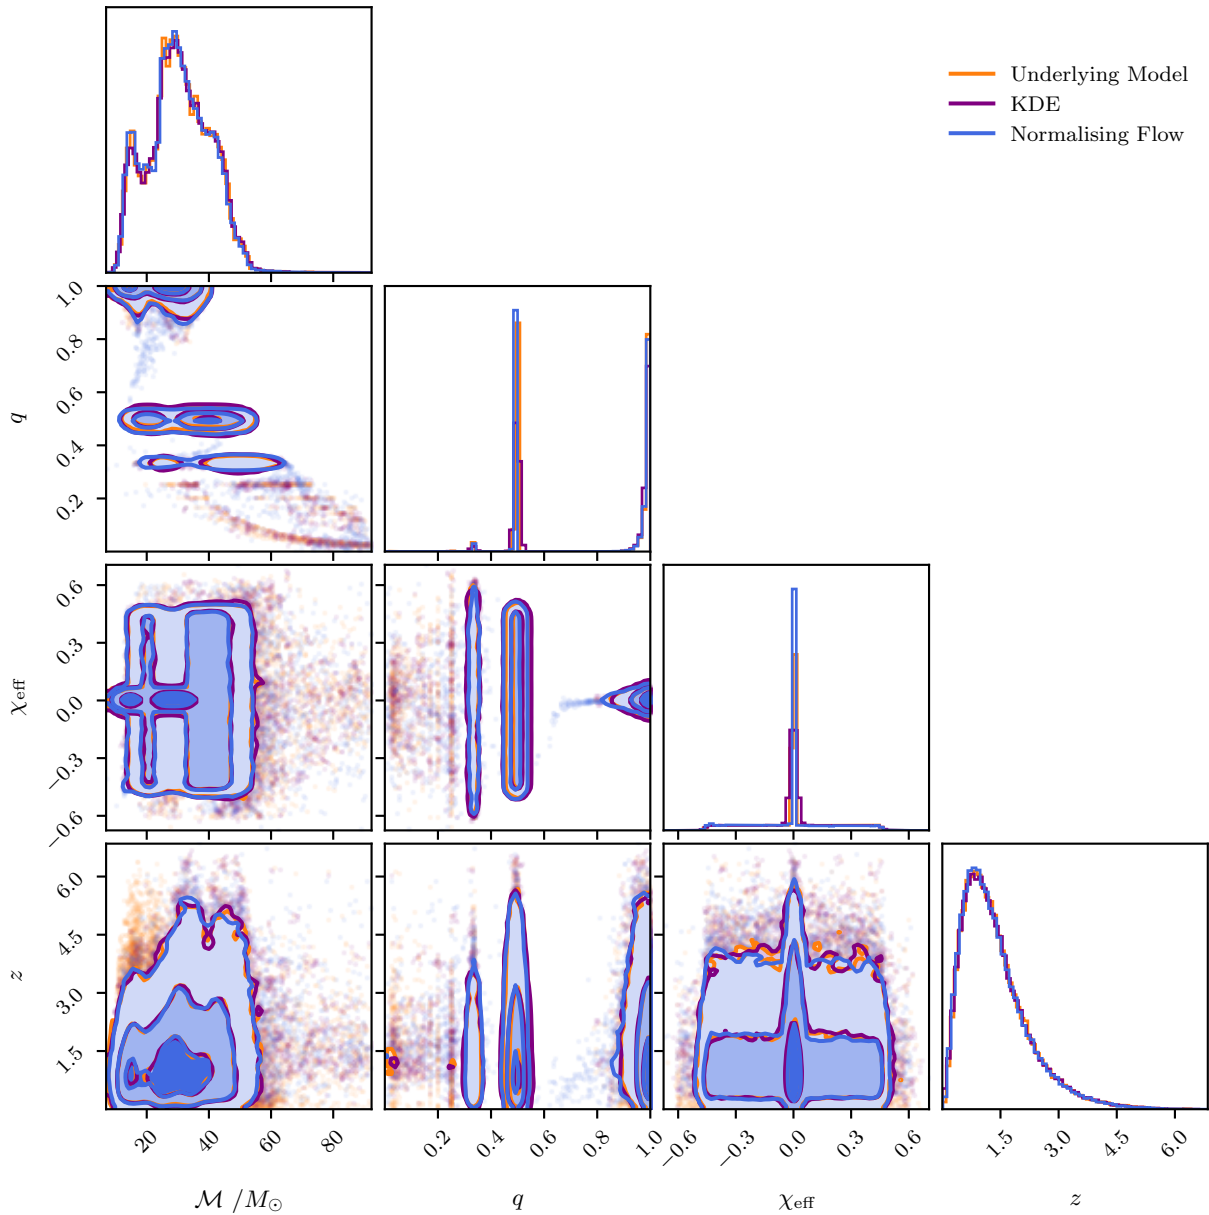 Underlying Model
KDE
Normalising Flow
1.0
0.8
0.6
0.4
0.2
q
0.6
0.3
0.0
−0.3
−0.6
χeff
6.0
4.5
3.0
1.5
z
20 40 60 80
0.2 0.4 0.6 0.8 1.0
−0.6 −0.3 0.0 0.3 0.6
1.5 3.0 4.5 6.0
ℳ /M⊙
q
χeff
z